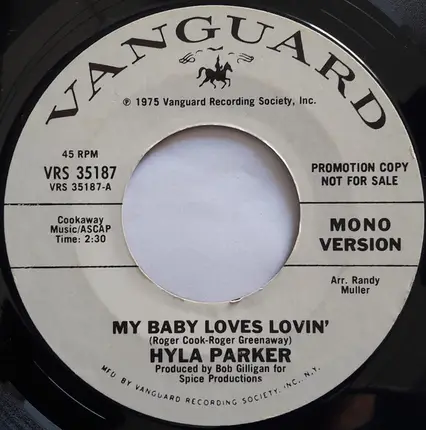 VANGUARD
℗ 1975 Vanguard Recording Society, Inc.
45 RPM
VRS 35187
VRS 35187-A
PROMOTION COPY
NOT FOR SALE
Cookaway
Music/ASCAP
Time: 2:30
MONO
VERSION
Arr. Randy
Muller
MY BABY LOVES LOVIN'
(Roger Cook-Roger Greenaway)
HYLA PARKER
Produced by Bob Gilligan for
Spice Productions
MFG BY VANGUARD RECORDING SOCIETY, INC. N.Y.